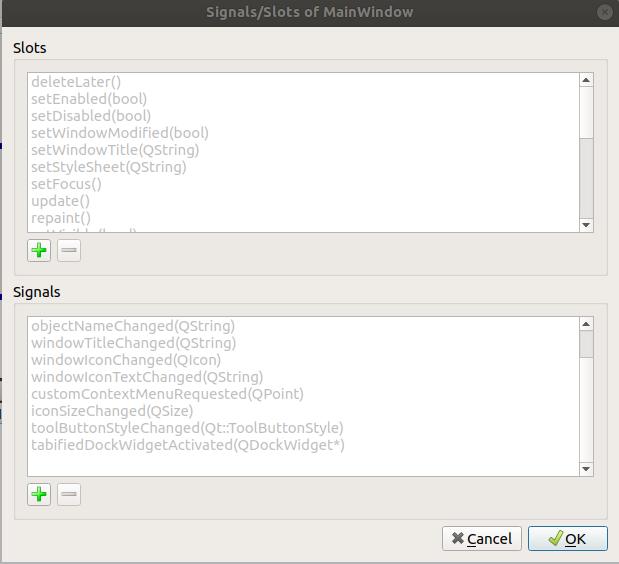 Signals/Slots of MainWindow
Slots
deleteLater()
setEnabled(bool)
setDisabled(bool)
setWindowModified(bool)
setWindowTitle(QString)
setStyleSheet(QString)
setFocus()
update()
repaint()
Signals
objectNameChanged(QString)
windowTitleChanged(QString)
windowIconChanged(QIcon)
windowIconTextChanged(QString)
customContextMenuRequested(QPoint)
iconSizeChanged(QSize)
toolButtonStyleChanged(Qt::ToolButtonStyle)
tabifiedDockWidgetActivated(QDockWidget*)
Cancel
OK